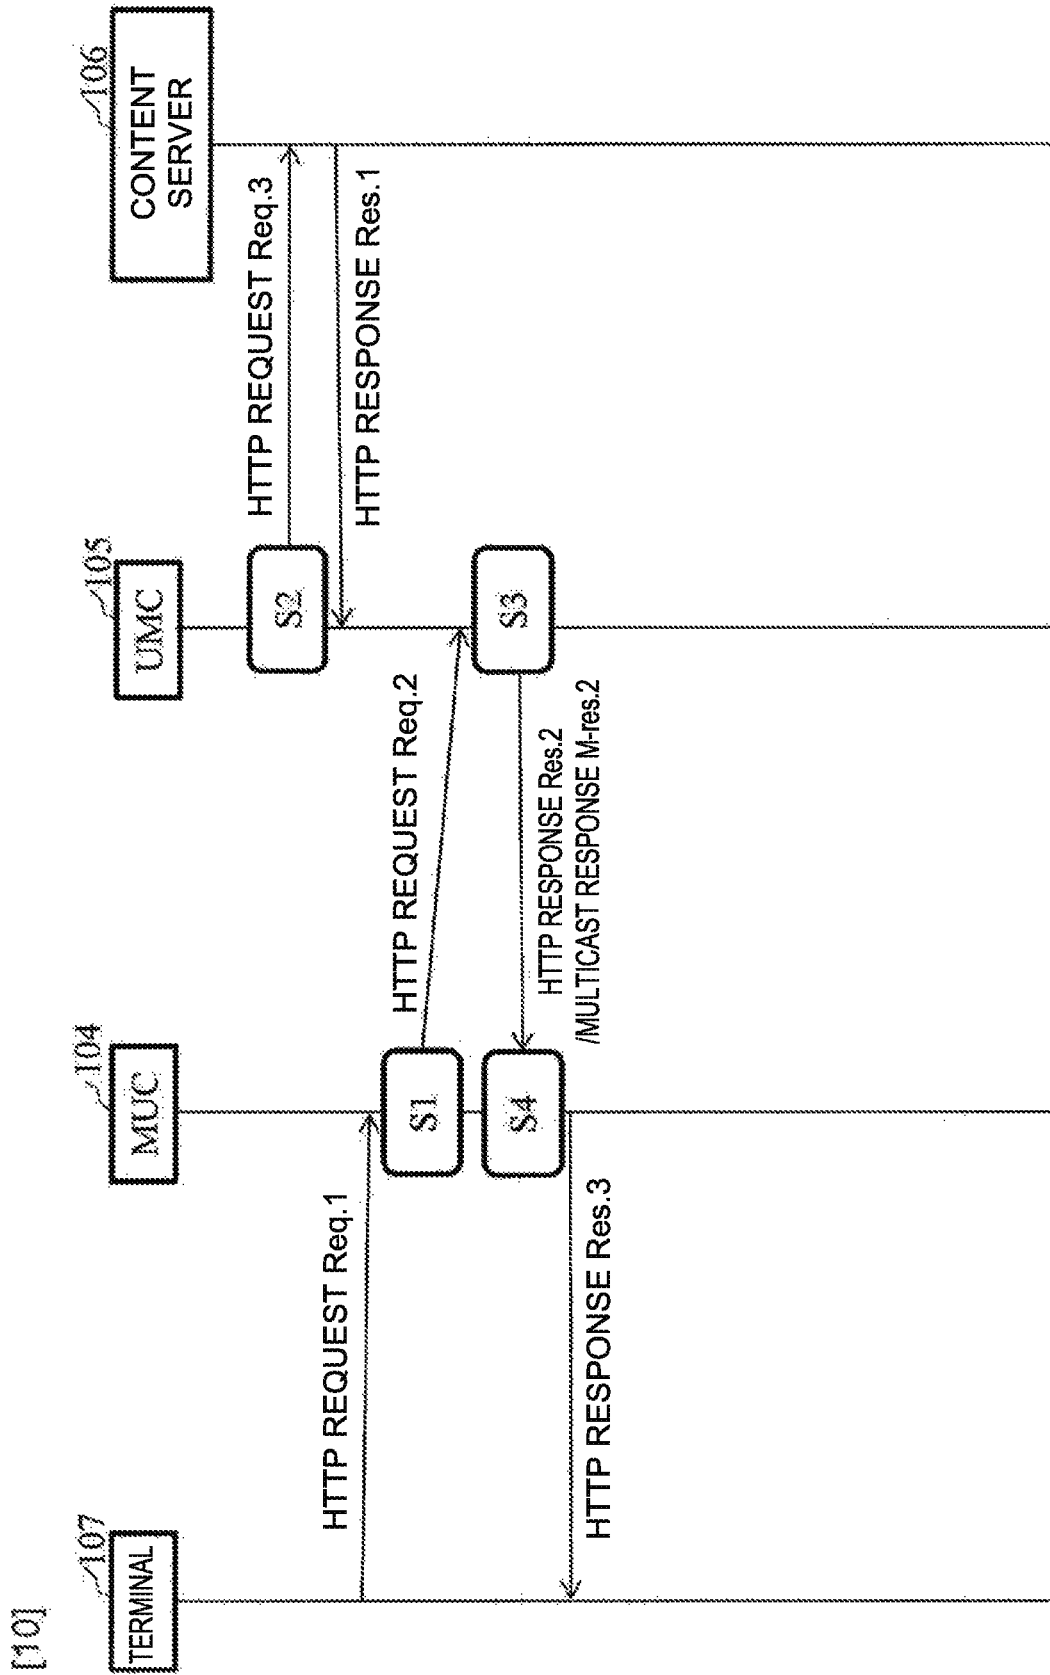 [10]
107
TERMINAL
104
MUC
105
UMC
106
CONTENT
SERVER
S2
HTTP REQUEST Req.3
HTTP RESPONSE Res.1
HTTP REQUEST Req.1
S1
HTTP REQUEST Req.2
S3
S4
HTTP RESPONSE Res.2
/MULTICAST RESPONSE M-res.2
HTTP RESPONSE Res.3